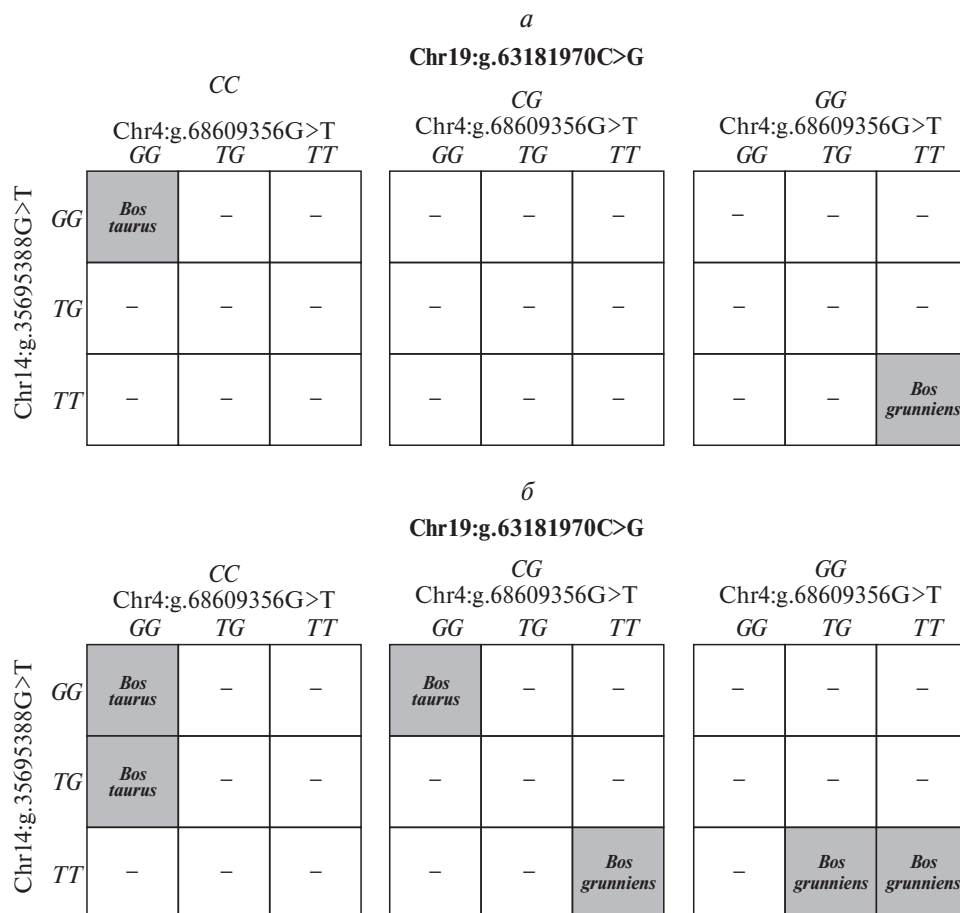 а
Chr19:g.63181970C>G
CC
CG
GG
Chr4:g.68609356G>T
Chr4:g.68609356G>T
Chr4:g.68609356G>T
GG TG TT
GG TG TT
GG TG TT
Chr14:g.35695388G>T
GG
Bos
taurus
– –
– – –
– – –
TG
– – –
– – –
– – –
TT
– – –
– – –
– –
Bos
grunniens
б
Chr19:g.63181970C>G
CC
CG
GG
Chr4:g.68609356G>T
Chr4:g.68609356G>T
Chr4:g.68609356G>T
GG TG TT
GG TG TT
GG TG TT
Chr14:g.35695388G>T
GG
Bos
taurus
– –
Bos
taurus
– –
– – –
TG
Bos
taurus
– –
– – –
– – –
TT
– – –
– –
Bos
grunniens
–
Bos
grunniens
Bos
grunniens